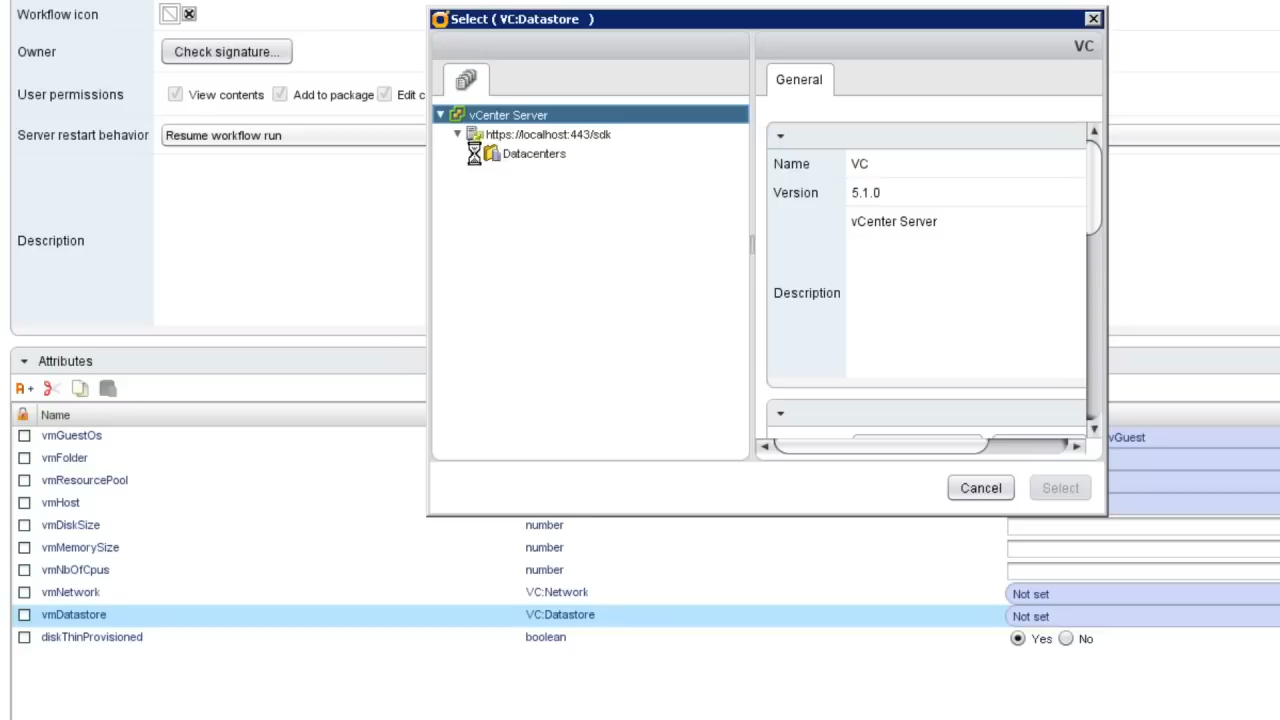 Workflow icon
Owner
Check signature...
User permissions
View contents
Add to package
Edit c
Server restart behavior
Resume workflow run
Description
Select ( VC:Datastore )
VC
General
vCenter Server
https://localhost:443/sdk
Datacenters
Name
VC
Version
5.1.0
vCenter Server
Description
Cancel
Select
Attributes
A+
Name
vmGuestOs
vGuest
vmFolder
vmResourcePool
vmHost
vmDiskSize number
vmMemorySize number
vmNbOfCpus number
vmNetwork VC:Network Not set
vmDatastore VC:Datastore Not set
diskThinProvisioned boolean Yes No